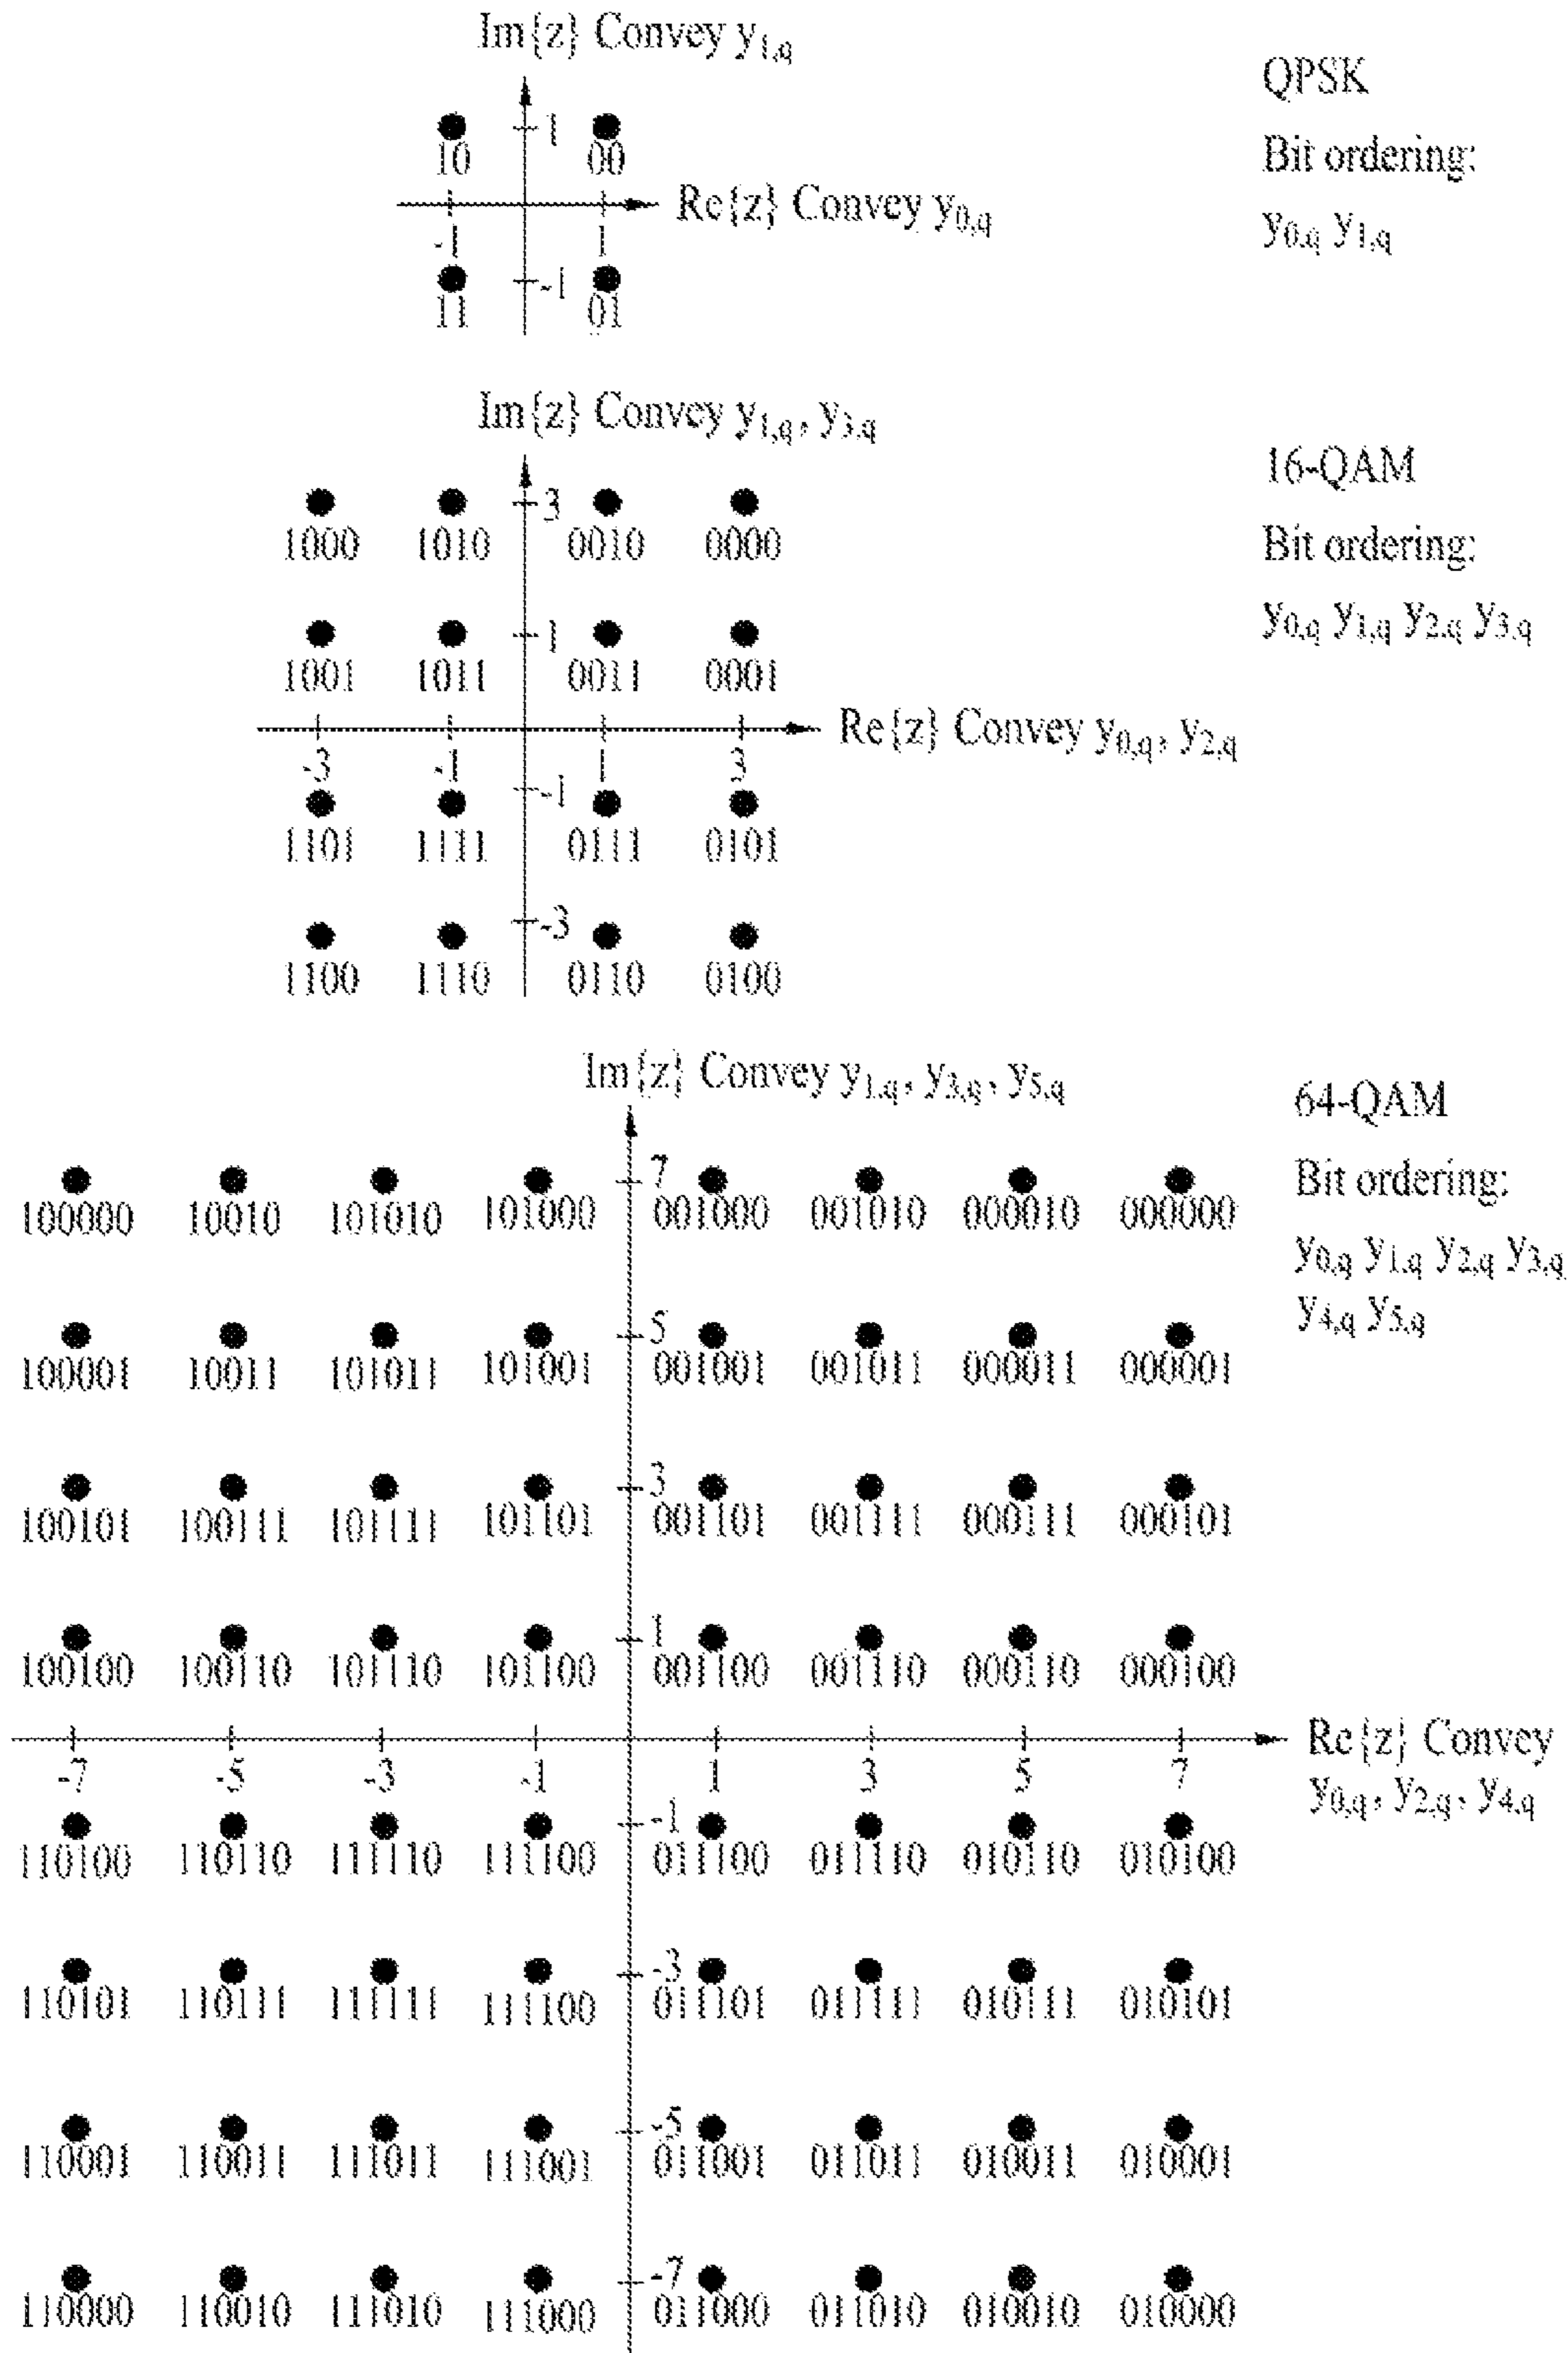 Im{z} Convey y1,q
QPSK
Bit ordering:
y0,q y1,q
1
10 00
Re{z} Convey y0,q
-1 1
-1
11 01
Im{z} Convey y1,q, y3,q
16-QAM
Bit ordering:
y0,q y1,q y2,q y3,q
3
1000 1010 0010 0000
1
1001 1011 0011 0001
Re{z} Convey y0,q, y2,q
-3 -1 1 3
-1
1101 1111 0111 0101
-3
1100 1110 0110 0100
Im{z} Convey y1,q, y3,q, y5,q
64-QAM
Bit ordering:
y0,q y1,q y2,q y3,q
y4,q y5,q
7
100000 10010 101010 101000 001000 001010 000010 000000
5
100001 10011 101011 101001 001001 001011 000011 000001
3
100101 100111 101111 101101 001101 001111 000111 000101
1
100100 100110 101110 101100 001100 001110 000110 000100
Re{z} Convey
y0,q, y2,q, y4,q
-7 -5 -3 -1 1 3 5 7
-1
110100 110110 111110 111100 011100 011110 010110 010100
-3
110101 110111 111111 111100 011101 011111 010111 010101
-5
110001 110011 111011 111001 011001 011011 010011 010001
-7
110000 110010 111010 111000 011000 011010 010010 010000